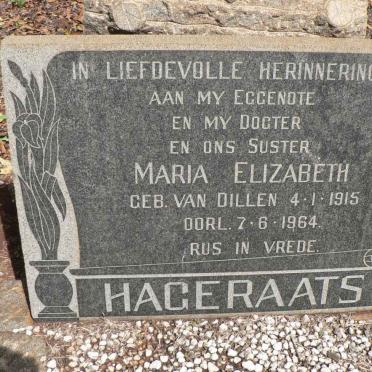 IN LIEFDEVOLLE HERINNERING
AAN MY EGGENOTE
EN MY DOGTER
EN ONS SUSTER
MARIA ELIZABETH
GEB. VAN DILLEN 4·1·1915
OORL. 7·6·1964.
RUS IN VREDE.
HAGERAATS